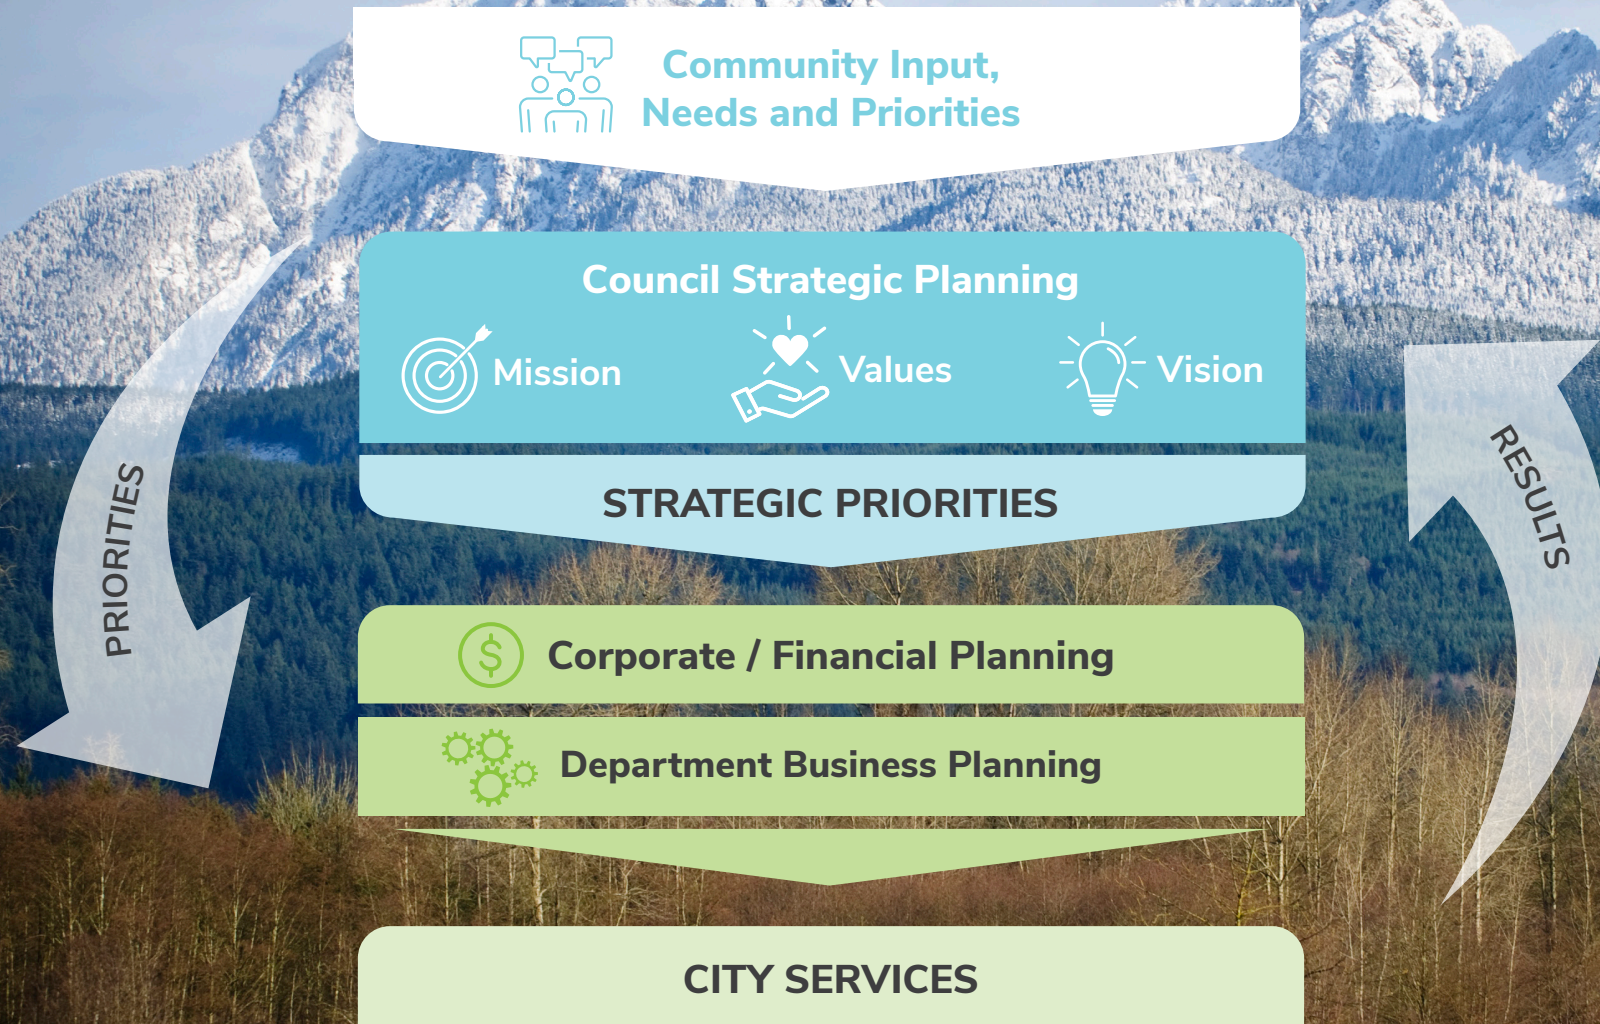 Community Input,
Needs and Priorities
Council Strategic Planning
Mission
Values
Vision
STRATEGIC PRIORITIES
PRIORITIES
RESULTS
$
Corporate / Financial Planning
Department Business Planning
CITY SERVICES